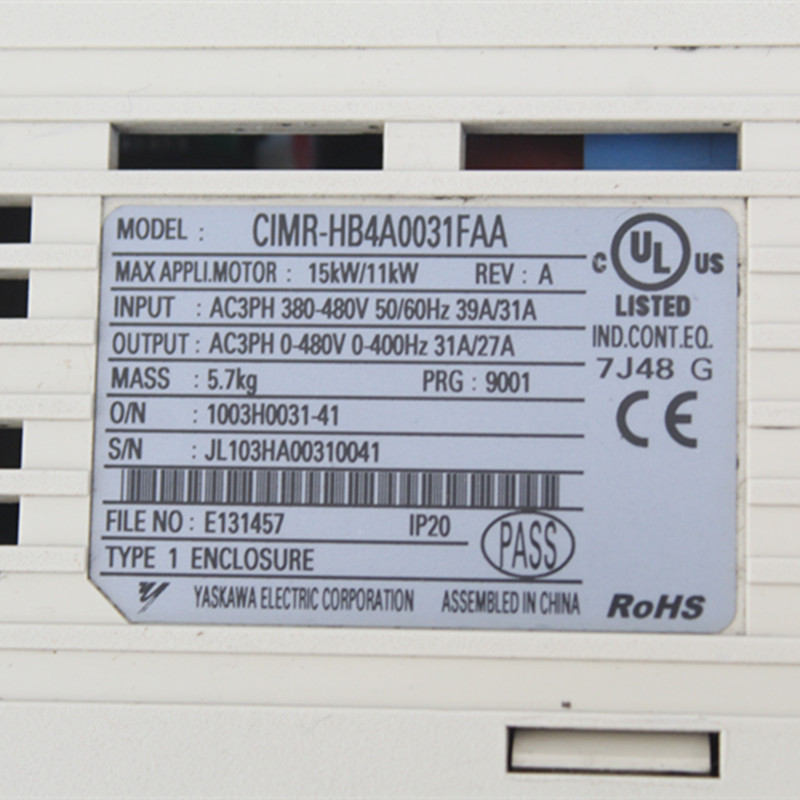 MODEL : CIMR-HB4A0031FAA
MAX APPLI.MOTOR : 15kW/11kW REV : A
INPUT : AC3PH 380-480V 50/60Hz 39A/31A
OUTPUT : AC3PH 0-480V 0-400Hz 31A/27A
MASS : 5.7kg PRG : 9001
O/N : 1003H0031-41
S/N : JL103HA00310041
FILE NO : E131457 IP20
PASS
TYPE 1 ENCLOSURE
YASKAWA ELECTRIC CORPORATION ASSEMBLED IN CHINA
C UL US
LISTED
IND.CONT.EQ.
7J48 G
CE
RoHS